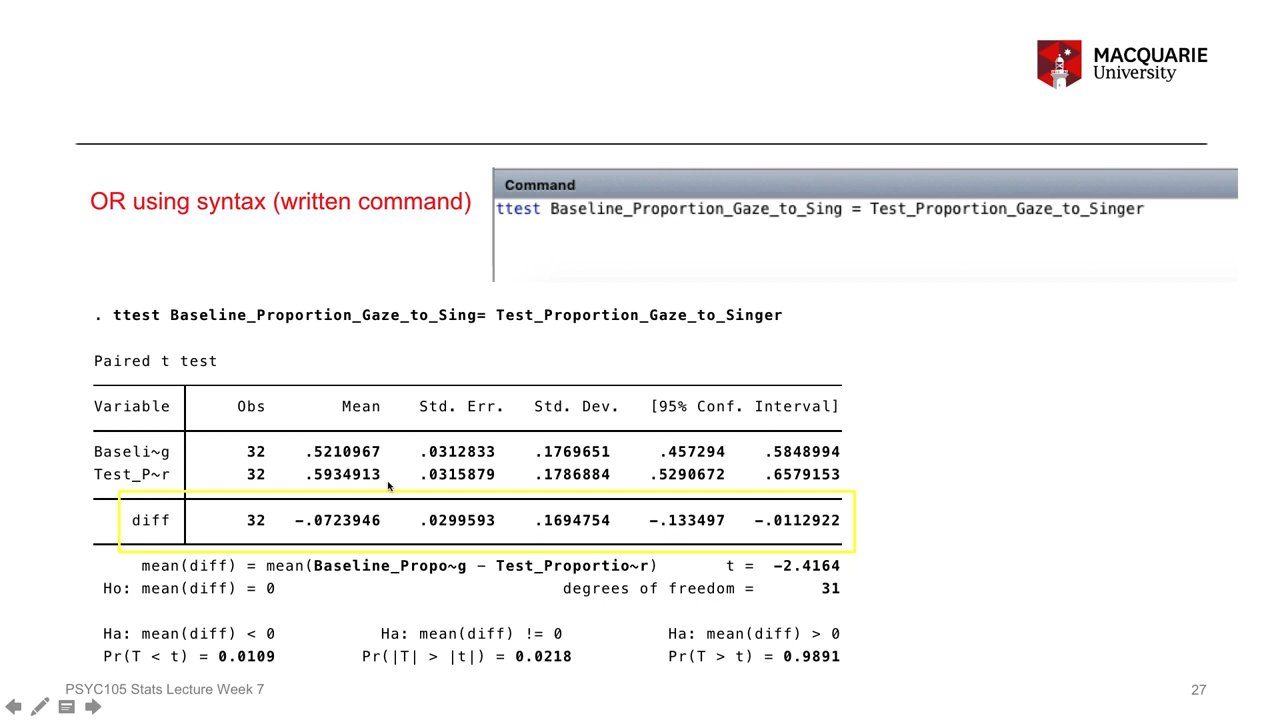 MACQUARIE
University
OR using syntax (written command)
Command
ttest Baseline_Proportion_Gaze_to_Sing = Test_Proportion_Gaze_to_Singer
. ttest Baseline_Proportion_Gaze_to_Sing= Test_Proportion_Gaze_to_Singer
Paired t test
Variable Obs Mean Std. Err. Std. Dev. [95% Conf. Interval]
Baseli~g 32 .5210967 .0312833 .1769651 .457294 .5848994
Test_P~r 32 .5934913 .0315879 .1786884 .5290672 .6579153
diff 32 -.0723946 .0299593 .1694754 -.133497 -.0112922
mean(diff) = mean(Baseline_Propo~g - Test_Proportio~r) t = -2.4164
Ho: mean(diff) = 0 degrees of freedom = 31
Ha: mean(diff) < 0 Ha: mean(diff) != 0 Ha: mean(diff) > 0
Pr(T < t) = 0.0109 Pr(|T| > |t|) = 0.0218 Pr(T > t) = 0.9891
PSYC105 Stats Lecture Week 7
27